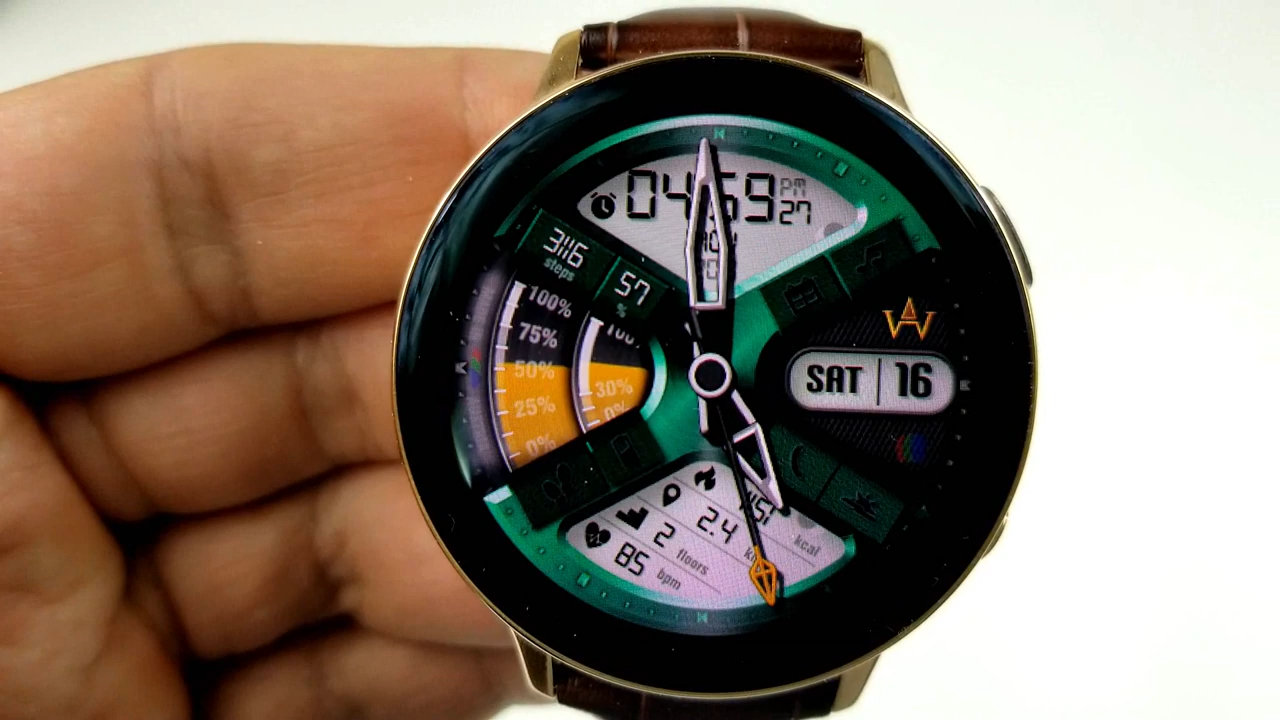 04:59 PM 27
3116
steps
57
%
100%
75%
50%
25%
0%
30%
0%
AW
SAT 16
kcal
2.4
2 floors
85 bpm